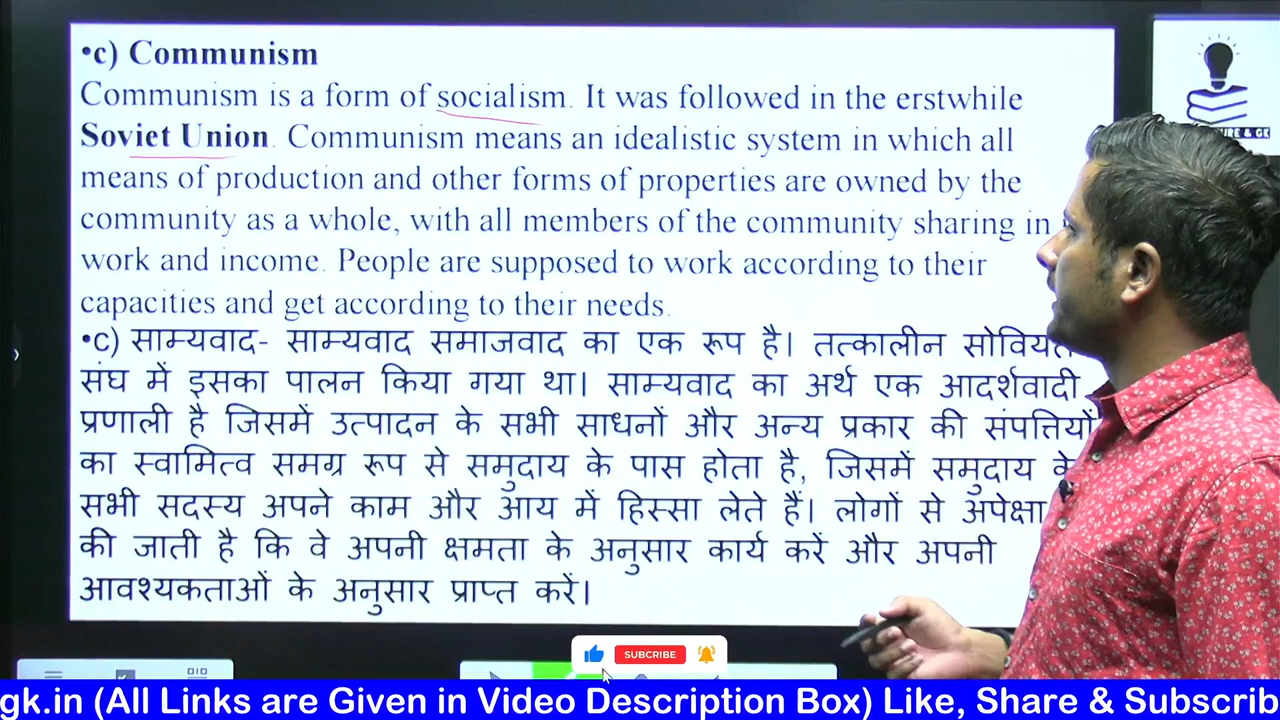 •c) Communism
Communism is a form of socialism. It was followed in the erstwhile
Soviet Union. Communism means an idealistic system in which all
means of production and other forms of properties are owned by the
community as a whole, with all members of the community sharing in
work and income. People are supposed to work according to their
capacities and get according to their needs.
•c) साम्यवाद- साम्यवाद समाजवाद का एक रूप है। तत्कालीन सोवियत
संघ में इसका पालन किया गया था। साम्यवाद का अर्थ एक आदर्शवादी
प्रणाली है जिसमें उत्पादन के सभी साधनों और अन्य प्रकार की संपत्तियों
का स्वामित्व समग्र रूप से समुदाय के पास होता है, जिसमें समुदाय के
सभी सदस्य अपने काम और आय में हिस्सा लेते हैं। लोगों से अपेक्षा
की जाती है कि वे अपनी क्षमता के अनुसार कार्य करें और अपनी
आवश्यकताओं के अनुसार प्राप्त करें।
& GK
SUBSCRIBE
gk.in (All Links are Given in Video Description Box) Like, Share & Subscrib